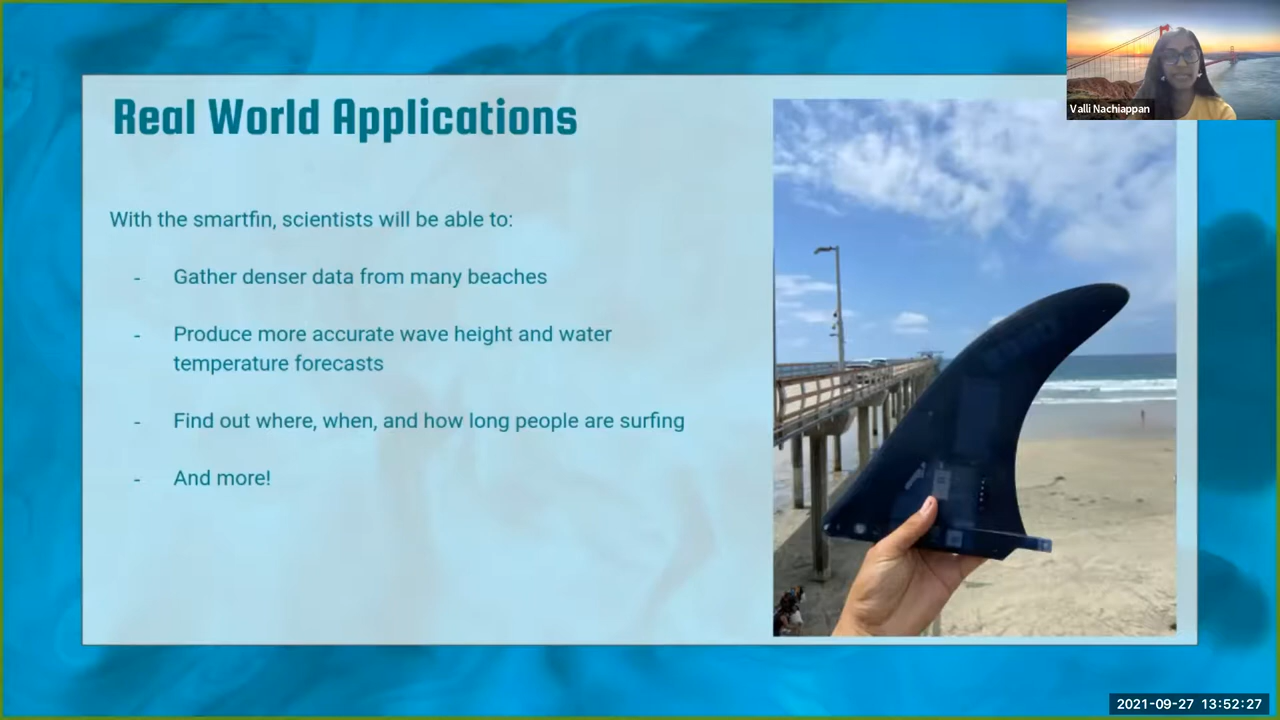 Real World Applications
Valli Nachiappan
With the smartfin, scientists will be able to:
- Gather denser data from many beaches
- Produce more accurate wave height and water
temperature forecasts
- Find out where, when, and how long people are surfing
- And more!
2021-09-27 13:52:27